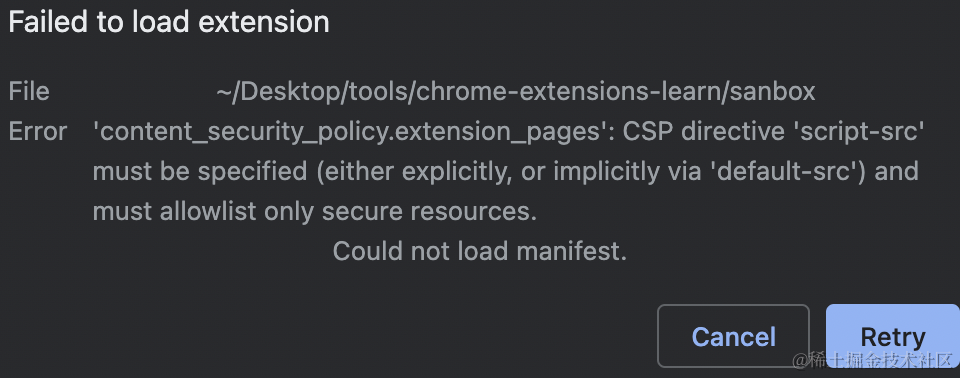 Failed to load extension
File ~/Desktop/tools/chrome-extensions-learn/sanbox
Error 'content_security_policy.extension_pages': CSP directive 'script-src'
must be specified (either explicitly, or implicitly via 'default-src') and
must allowlist only secure resources.
Could not load manifest.
Cancel Retry
@稀土掘金技术社区